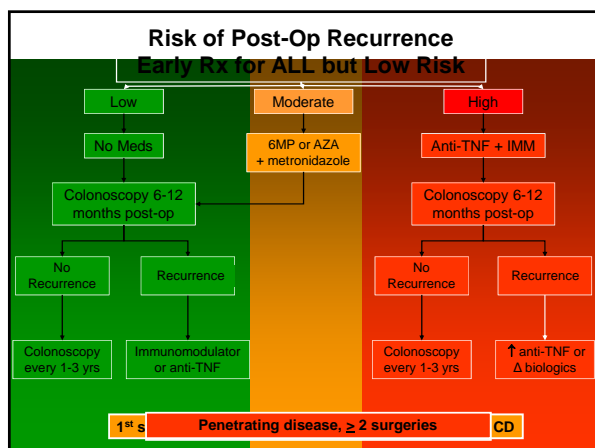 Risk of Post-Op Recurrence
Early Rx for ALL but Low Risk
Low
Moderate
High
No Meds
6MP or AZA
+ metronidazole
Anti-TNF + IMM
Colonoscopy 6-12
months post-op
Colonoscopy 6-12
months post-op
No
Recurrence
Recurrence
No
Recurrence
Recurrence
Colonoscopy
every 1-3 yrs
Immunomodulator
or anti-TNF
Colonoscopy
every 1-3 yrs
↑ anti-TNF or
Δ biologics
1st s
Penetrating disease, ≥ 2 surgeries
CD